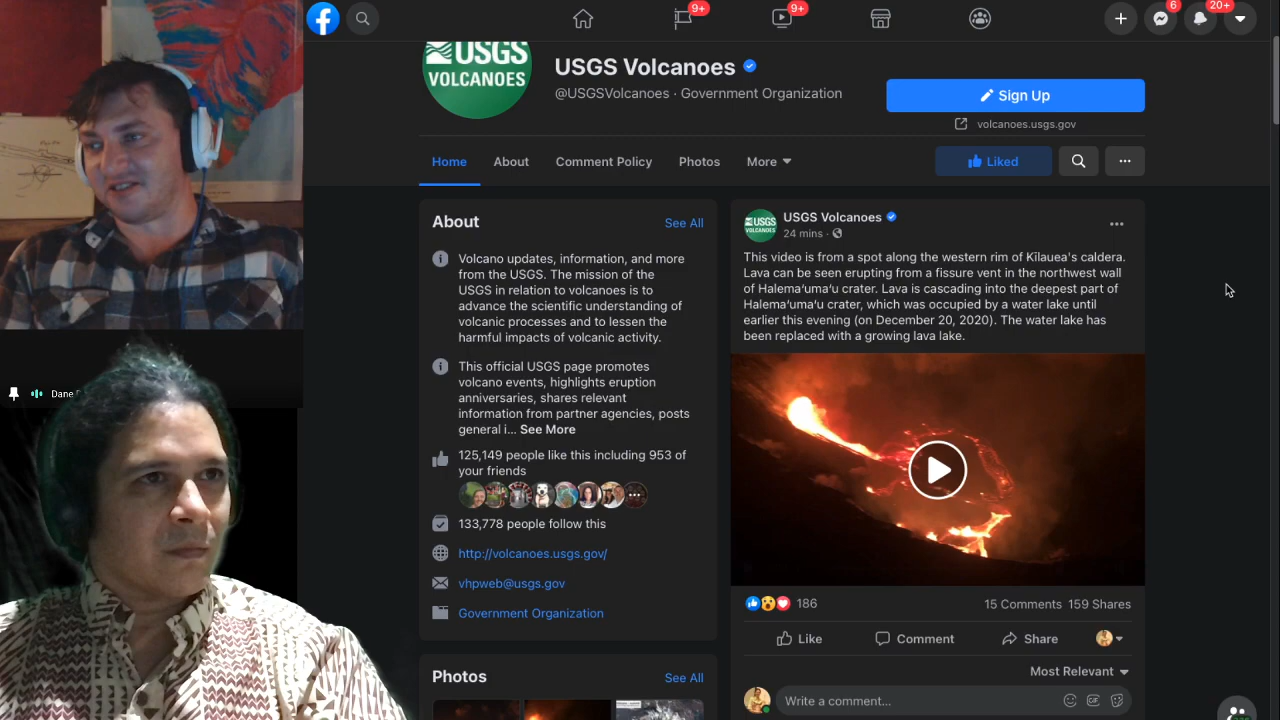 9+
9+
6
20+
USGS
VOLCANOES
USGS Volcanoes
@USGSVolcanoes · Government Organization
Sign Up
volcanoes.usgs.gov
Home
About
Comment Policy
Photos
More
Liked
About
See All
Volcano updates, information, and more
from the USGS. The mission of the
USGS in relation to volcanoes is to
advance the scientific understanding of
volcanic processes and to lessen the
harmful impacts of volcanic activity.
This official USGS page promotes
volcano events, highlights eruption
anniversaries, shares relevant
information from partner agencies, posts
general i... See More
125,149 people like this including 953 of
your friends
133,778 people follow this
http://volcanoes.usgs.gov/
vhpweb@usgs.gov
Government Organization
Photos
See All
USGS
VOLCANOES
USGS Volcanoes
24 mins ·
This video is from a spot along the western rim of Kīlauea's caldera.
Lava can be seen erupting from a fissure vent in the northwest wall
of Halemaʻumaʻu crater. Lava is cascading into the deepest part of
Halemaʻumaʻu crater, which was occupied by a water lake until
earlier this evening (on December 20, 2020). The water lake has
been replaced with a growing lava lake.
186
15 Comments
159 Shares
Like
Comment
Share
Most Relevant
Write a comment...
GIF
Dane